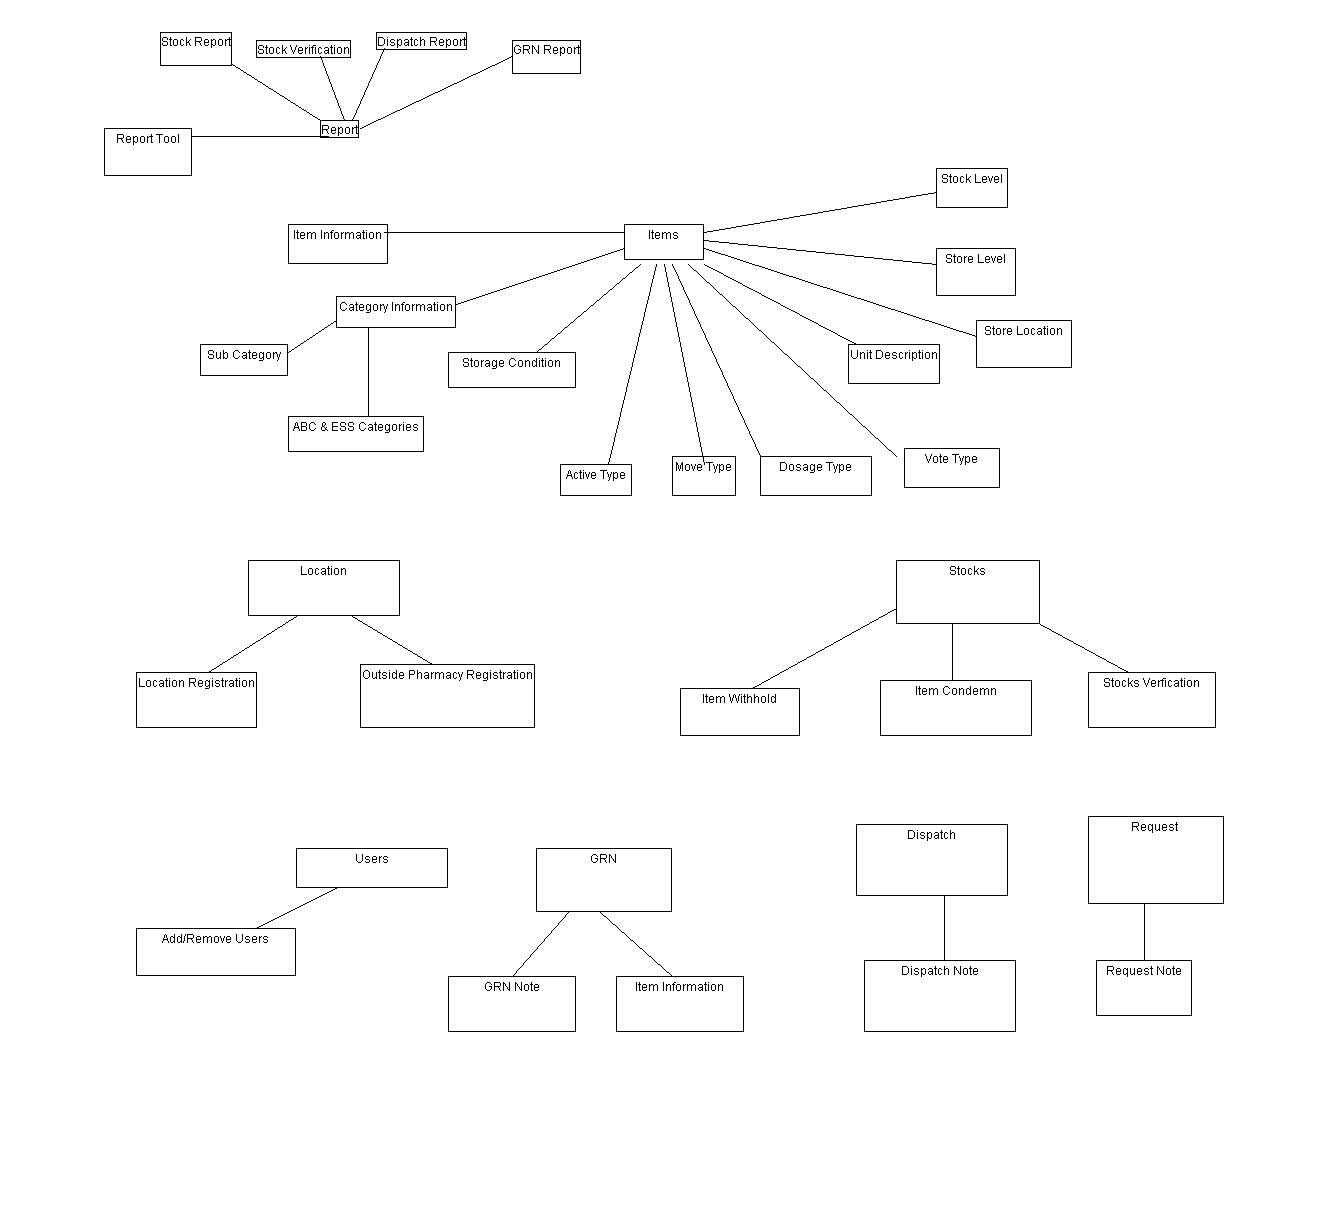 Stock Report
Stock Verification
Dispatch Report
GRN Report
Report
Report Tool
Stock Level
Item Information
Items
Store Level
Category Information
Store Location
Sub Category
Storage Condition
Unit Description
ABC & ESS Categories
Active Type
Move Type
Dosage Type
Vote Type
Location
Stocks
Location Registration
Outside Pharmacy Registration
Item Withhold
Item Condemn
Stocks Verfication
Dispatch
Request
Users
GRN
Add/Remove Users
GRN Note
Item Information
Dispatch Note
Request Note